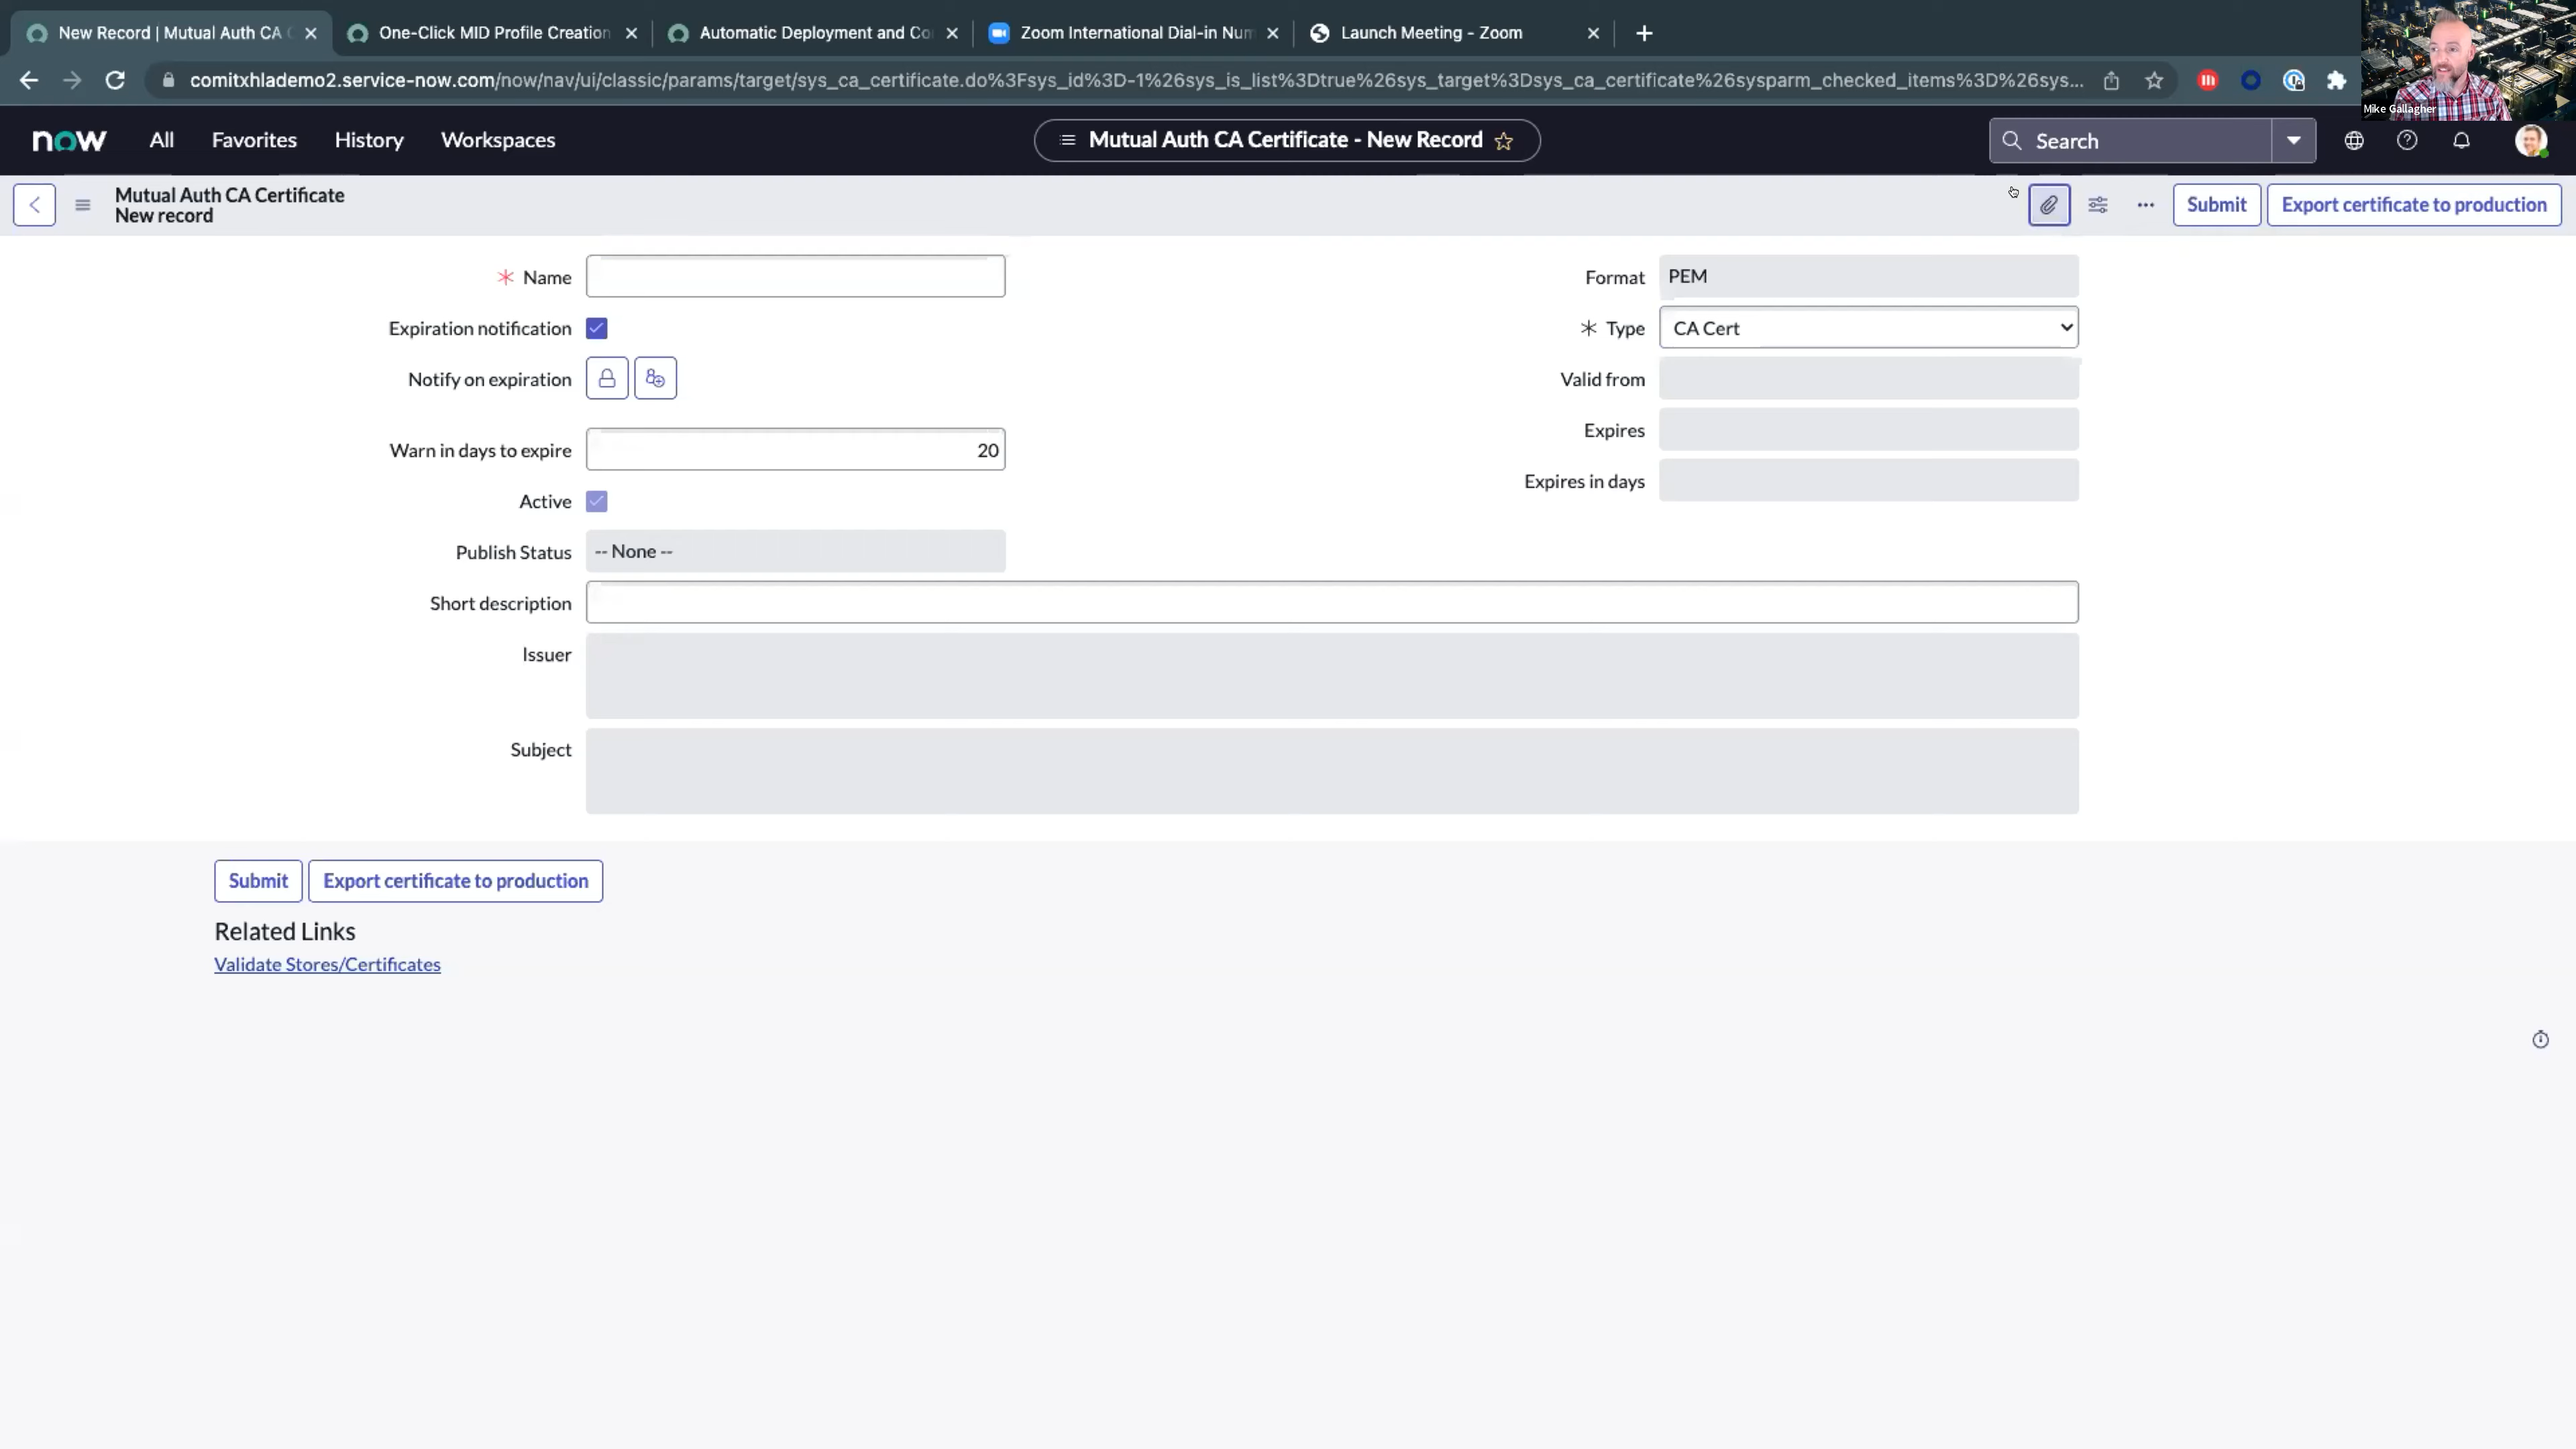 New Record | Mutual Auth CA
One-Click MID Profile Creation
Automatic Deployment and Co
Zoom International Dial-in Num
Launch Meeting - Zoom
comitxhlademo2.service-now.com/now/nav/ui/classic/params/target/sys_ca_certificate.do%3Fsys_id%3D-1%26sys_is_list%3Dtrue%26sys_target%3Dsys_ca_certificate%26sysparm_checked_items%3D%26sys...
Mike Gallagher
now
All
Favorites
History
Workspaces
Mutual Auth CA Certificate - New Record
Search
Mutual Auth CA Certificate
New record
Submit
Export certificate to production
* Name
Format
PEM
Expiration notification
* Type
CA Cert
Notify on expiration
Valid from
Warn in days to expire
20
Expires
Expires in days
Active
Publish Status
-- None --
Short description
Issuer
Subject
Submit
Export certificate to production
Related Links
Validate Stores/Certificates